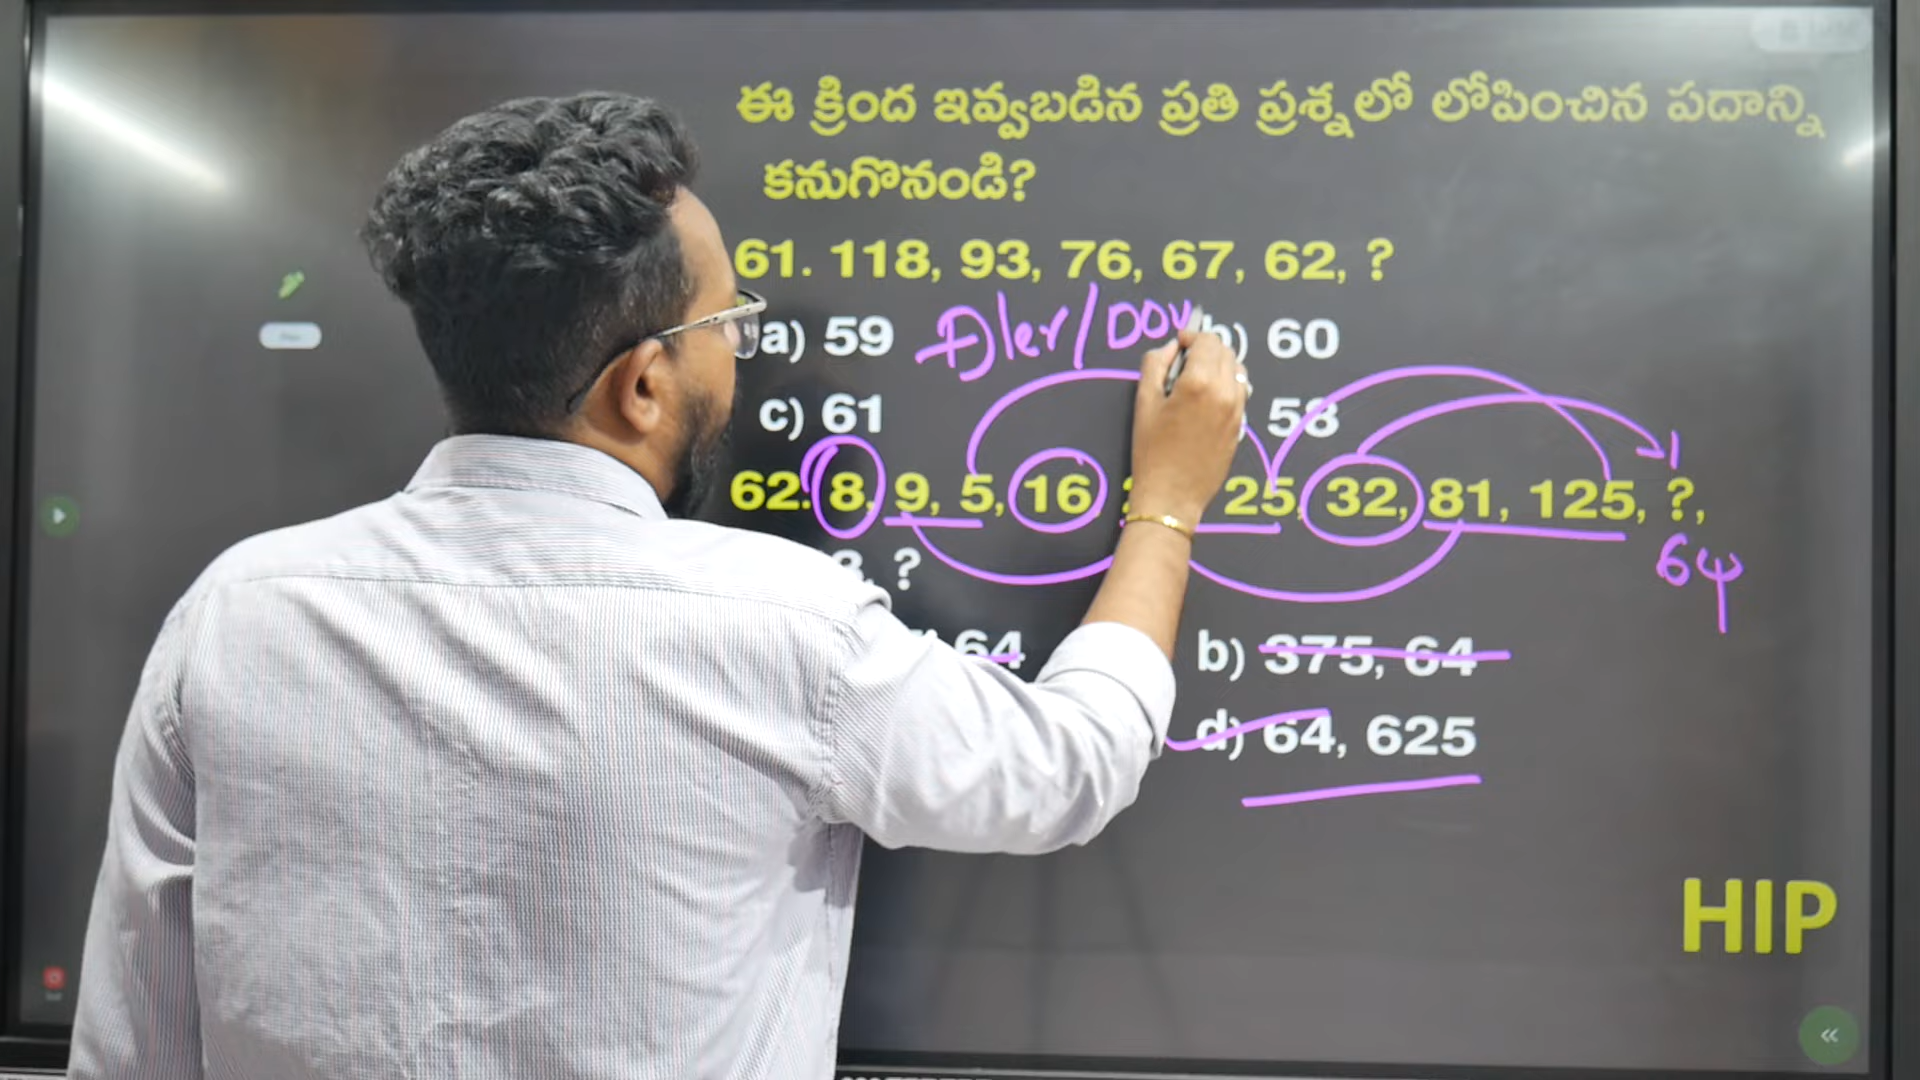 ఈ క్రింద ఇవ్వబడిన ప్రతి ప్రశ్నలో లోపించిన పదాన్ని
కనుగొనండి?
61. 118, 93, 76, 67, 62, ?
a) 59 b) 60
c) 61 58
62. 8, 9, 5, 16, 25, 32, 81, 125, ?,
64
3, ?
64 b) 375, 64
d) 64, 625
HIP